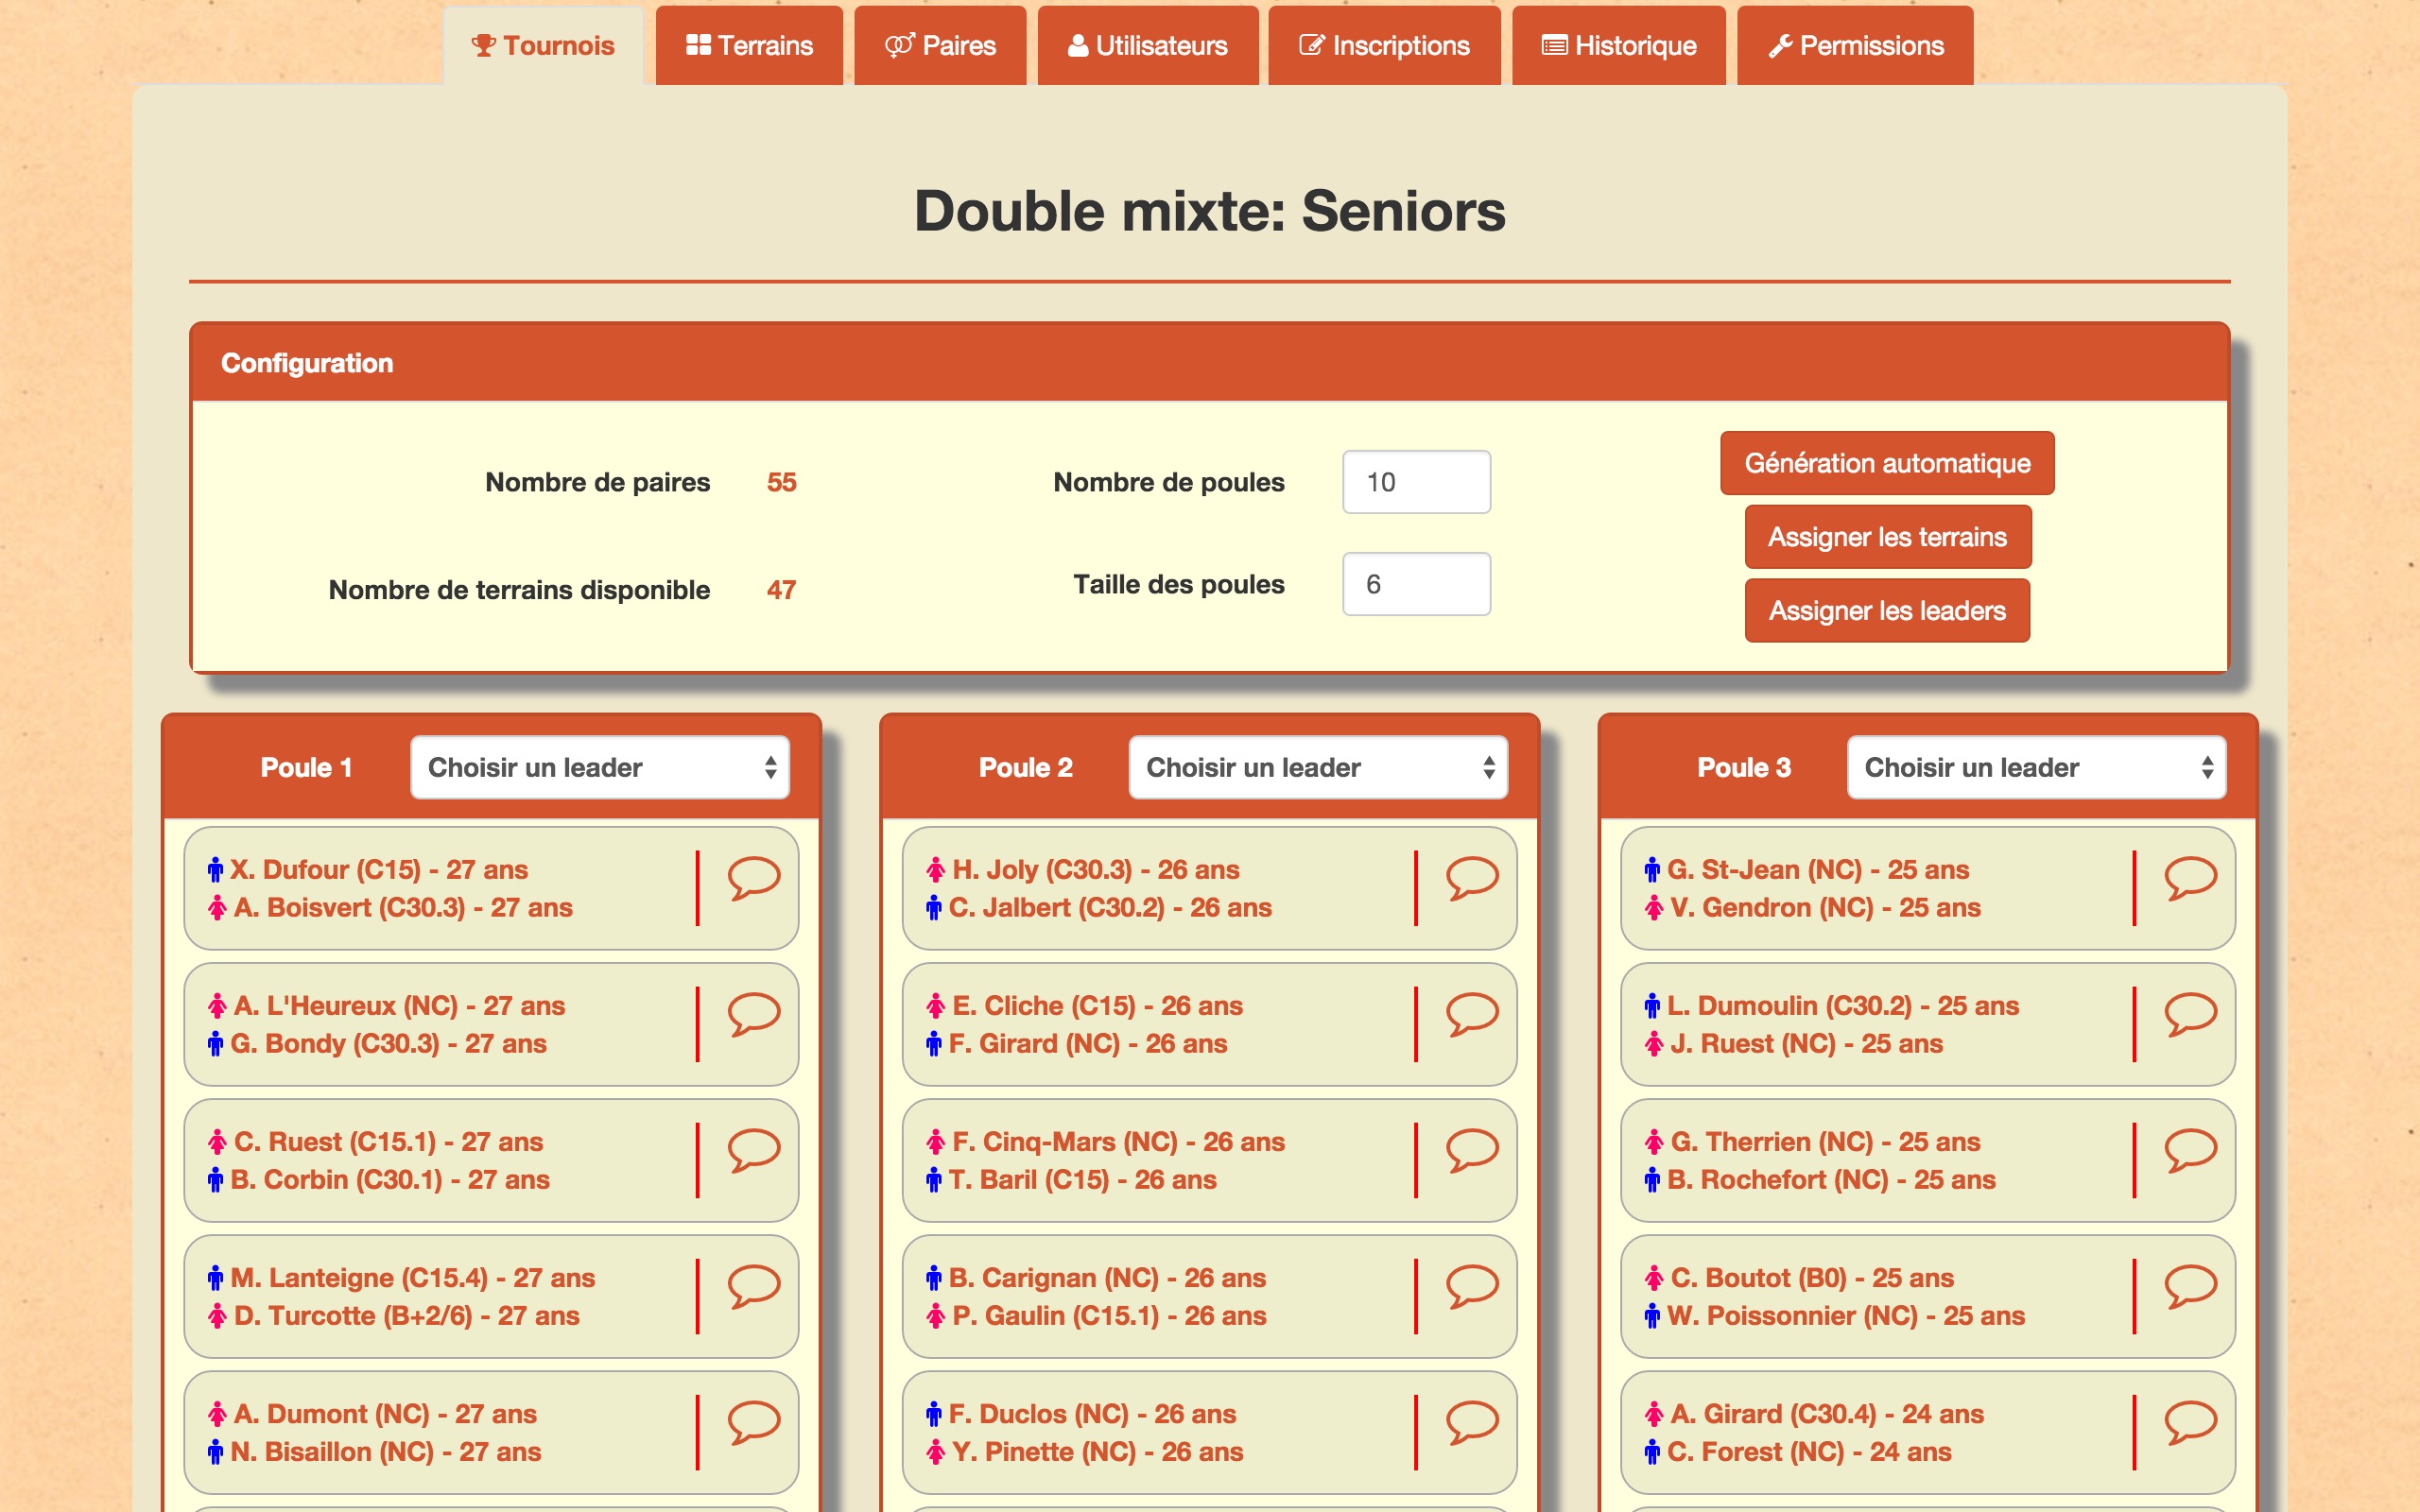 Tournois Terrains Paires Utilisateurs Inscriptions Historique Permissions
Double mixte: Seniors
Configuration
Nombre de paires 55
Nombre de poules 10
Nombre de terrains disponible 47
Taille des poules 6
Génération automatique
Assigner les terrains
Assigner les leaders
Poule 1 Choisir un leader
X. Dufour (C15) - 27 ans
A. Boisvert (C30.3) - 27 ans
A. L'Heureux (NC) - 27 ans
G. Bondy (C30.3) - 27 ans
C. Ruest (C15.1) - 27 ans
B. Corbin (C30.1) - 27 ans
M. Lanteigne (C15.4) - 27 ans
D. Turcotte (B+2/6) - 27 ans
A. Dumont (NC) - 27 ans
N. Bisaillon (NC) - 27 ans
Poule 2 Choisir un leader
H. Joly (C30.3) - 26 ans
C. Jalbert (C30.2) - 26 ans
E. Cliche (C15) - 26 ans
F. Girard (NC) - 26 ans
F. Cinq-Mars (NC) - 26 ans
T. Baril (C15) - 26 ans
B. Carignan (NC) - 26 ans
P. Gaulin (C15.1) - 26 ans
F. Duclos (NC) - 26 ans
Y. Pinette (NC) - 26 ans
Poule 3 Choisir un leader
G. St-Jean (NC) - 25 ans
V. Gendron (NC) - 25 ans
L. Dumoulin (C30.2) - 25 ans
J. Ruest (NC) - 25 ans
G. Therrien (NC) - 25 ans
B. Rochefort (NC) - 25 ans
C. Boutot (B0) - 25 ans
W. Poissonnier (NC) - 25 ans
A. Girard (C30.4) - 24 ans
C. Forest (NC) - 24 ans